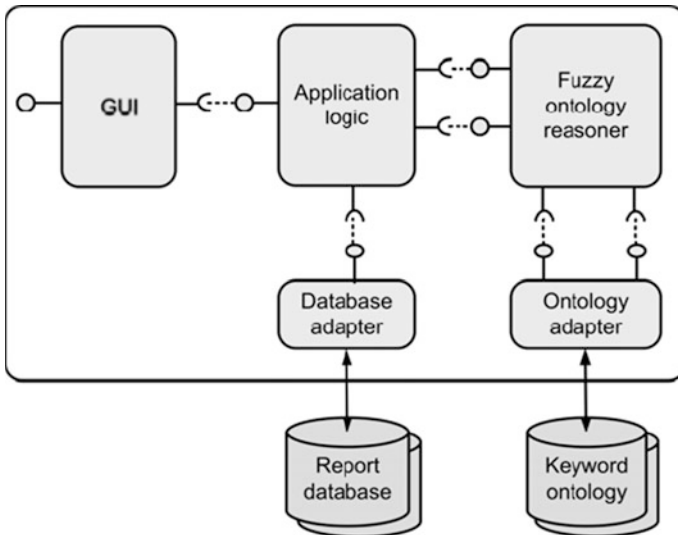 GUI
Application
logic
Fuzzy
ontology
reasoner
Database
adapter
Ontology
adapter
Report
database
Keyword
ontology